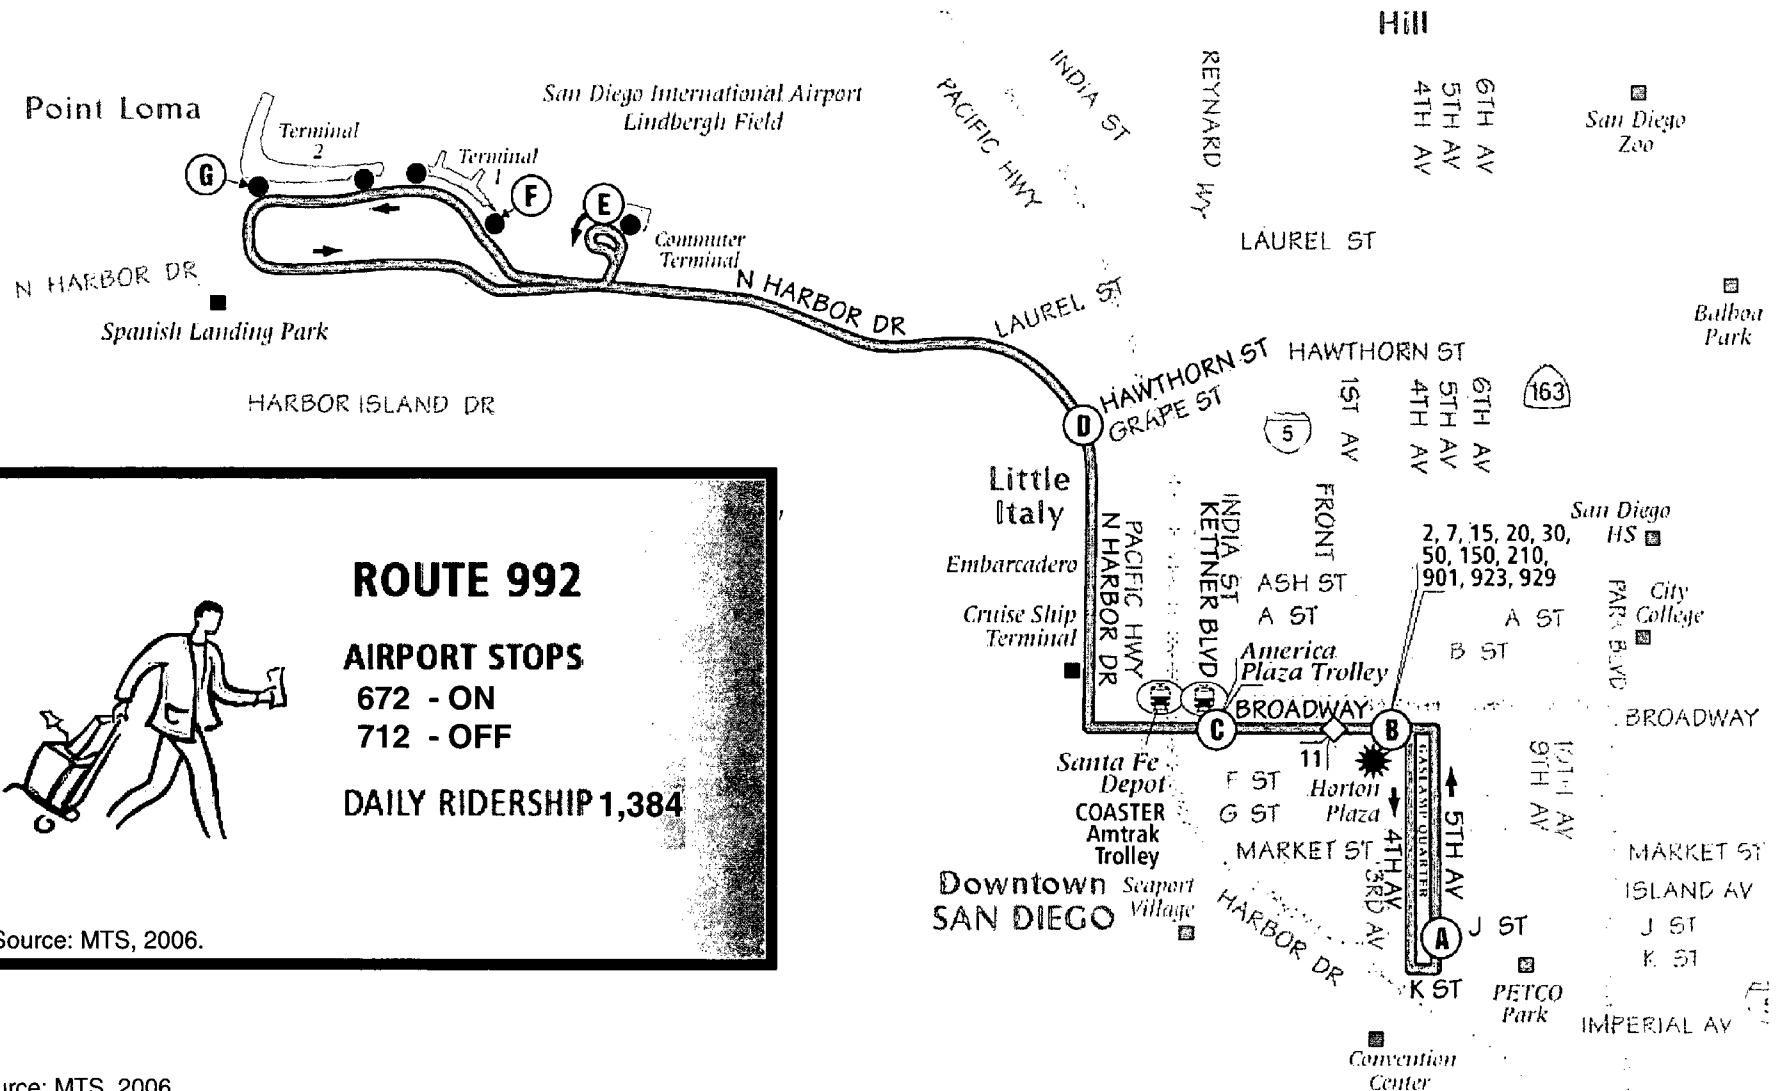 Hill
Point Loma
San Diego International Airport
Lindbergh Field
INDIA ST
PACIFIC HWY
REYNARD WY
4TH AV
5TH AV
6TH AV
San Diego
Zoo
Terminal
2
Terminal
1
G
F
E
Commuter
Terminal
N HARBOR DR
N HARBOR DR
Spanish Landing Park
HARBOR ISLAND DR
LAUREL ST
LAUREL ST
Balboa
Park
HAWTHORN ST
HAWTHORN ST
GRAPE ST
D
5
1ST AV
4TH AV
5TH AV
6TH AV
163
Little
Italy
Embarcadero
Cruise Ship
Terminal
N HARBOR DR
PACIFIC HWY
KETTNER BLVD
INDIA ST
FRONT
ASH ST
A ST
2, 7, 15, 20, 30,
50, 150, 210,
901, 923, 929
San Diego
HS
City
College
PARK BLVD
A ST
B ST
America
Plaza Trolley
BROADWAY
BROADWAY
C
B
11
Horton
Plaza
Santa Fe
Depot
COASTER
Amtrak
Trolley
F ST
G ST
MARKET ST
3RD AV
4TH AV
GASLAMP QUARTER
5TH AV
9TH AV
10TH AV
MARKET ST
ISLAND AV
J ST
K ST
Downtown
SAN DIEGO
Seaport
Village
HARBOR DR
A
J ST
K ST
PETCO
Park
IMPERIAL AV
Convention
Center
ROUTE 992
AIRPORT STOPS
672 - ON
712 - OFF
DAILY RIDERSHIP 1,384
Source: MTS, 2006.